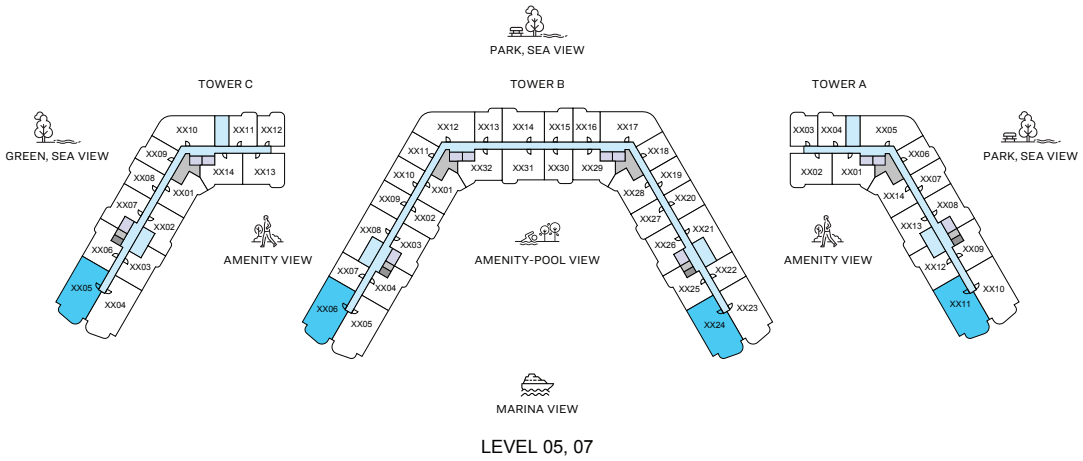 PARK, SEA VIEW
TOWER C
TOWER B
TOWER A
GREEN, SEA VIEW
PARK, SEA VIEW
XX10
XX11
XX12
XX09
XX08
XX01
XX14
XX13
XX07
XX02
XX06
XX03
XX05
XX04
AMENITY VIEW
XX12
XX13
XX14
XX15
XX16
XX17
XX11
XX32
XX31
XX30
XX29
XX18
XX10
XX01
XX28
XX19
XX09
XX02
XX27
XX20
XX08
XX03
XX26
XX21
XX07
XX04
XX25
XX22
XX06
XX05
XX24
XX23
AMENITY-POOL VIEW
XX03
XX04
XX05
XX02
XX01
XX06
XX14
XX07
XX13
XX08
XX12
XX09
XX11
XX10
AMENITY VIEW
MARINA VIEW
LEVEL 05, 07